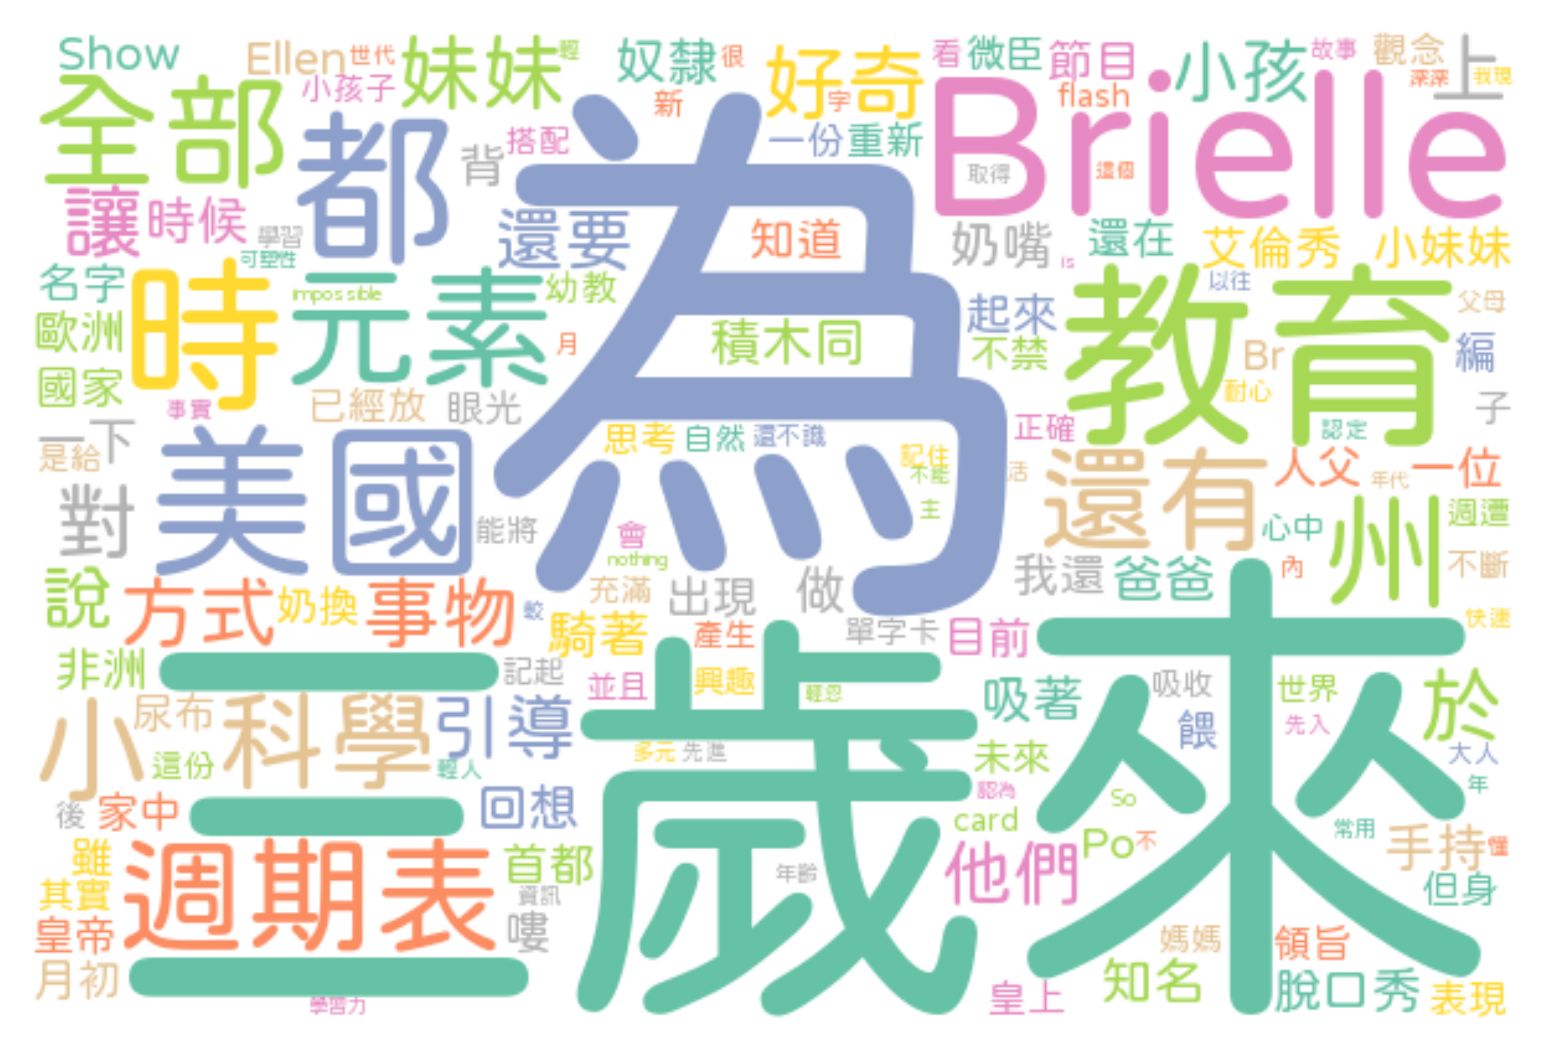 Show
Ellen
世代
妹妹
輕
奴隸
很
好奇
看
微臣
節目
小孩
故事
觀念
上
深深
我現
全部
小孩子
新
字
flash
Brielle
都
背
搭配
一份
重新
取得
這個
讓
時候
學習
可塑性
還要
為
知道
奶嘴
還在
is
艾倫秀
小妹妹
以往
名字
時
impossible
元素
幼教
起來
教育
父母
歐洲
月
積木同
不禁
Br
編
國家
事實
已經放
眼光
耐心
子
一下
是給
美國
思考
自然
還不識
記住
不能
正確
認定
對
能將
會
主
活
還有
人父
年代
一位
nothing
心中
州
週遭
說
方式
奶換
事物
較
充滿
出現
做
我還
爸爸
內
不斷
騎著
產生
單字卡
目前
快速
非洲
三歲
記起
並且
興趣
輕忽
來
吸著
吸收
世界
於
小
尿布
科學
引導
餵
先入
這份
輕人
多元
先進
未來
大人
後
家中
回想
認為
So
年
card
常用
雖
週期表
首都
年齡
他們
Po
不
手持
懂
其實
資訊
但身
皇帝
嘍
媽媽
領旨
月初
學習力
皇上
知名
脫口秀
表現